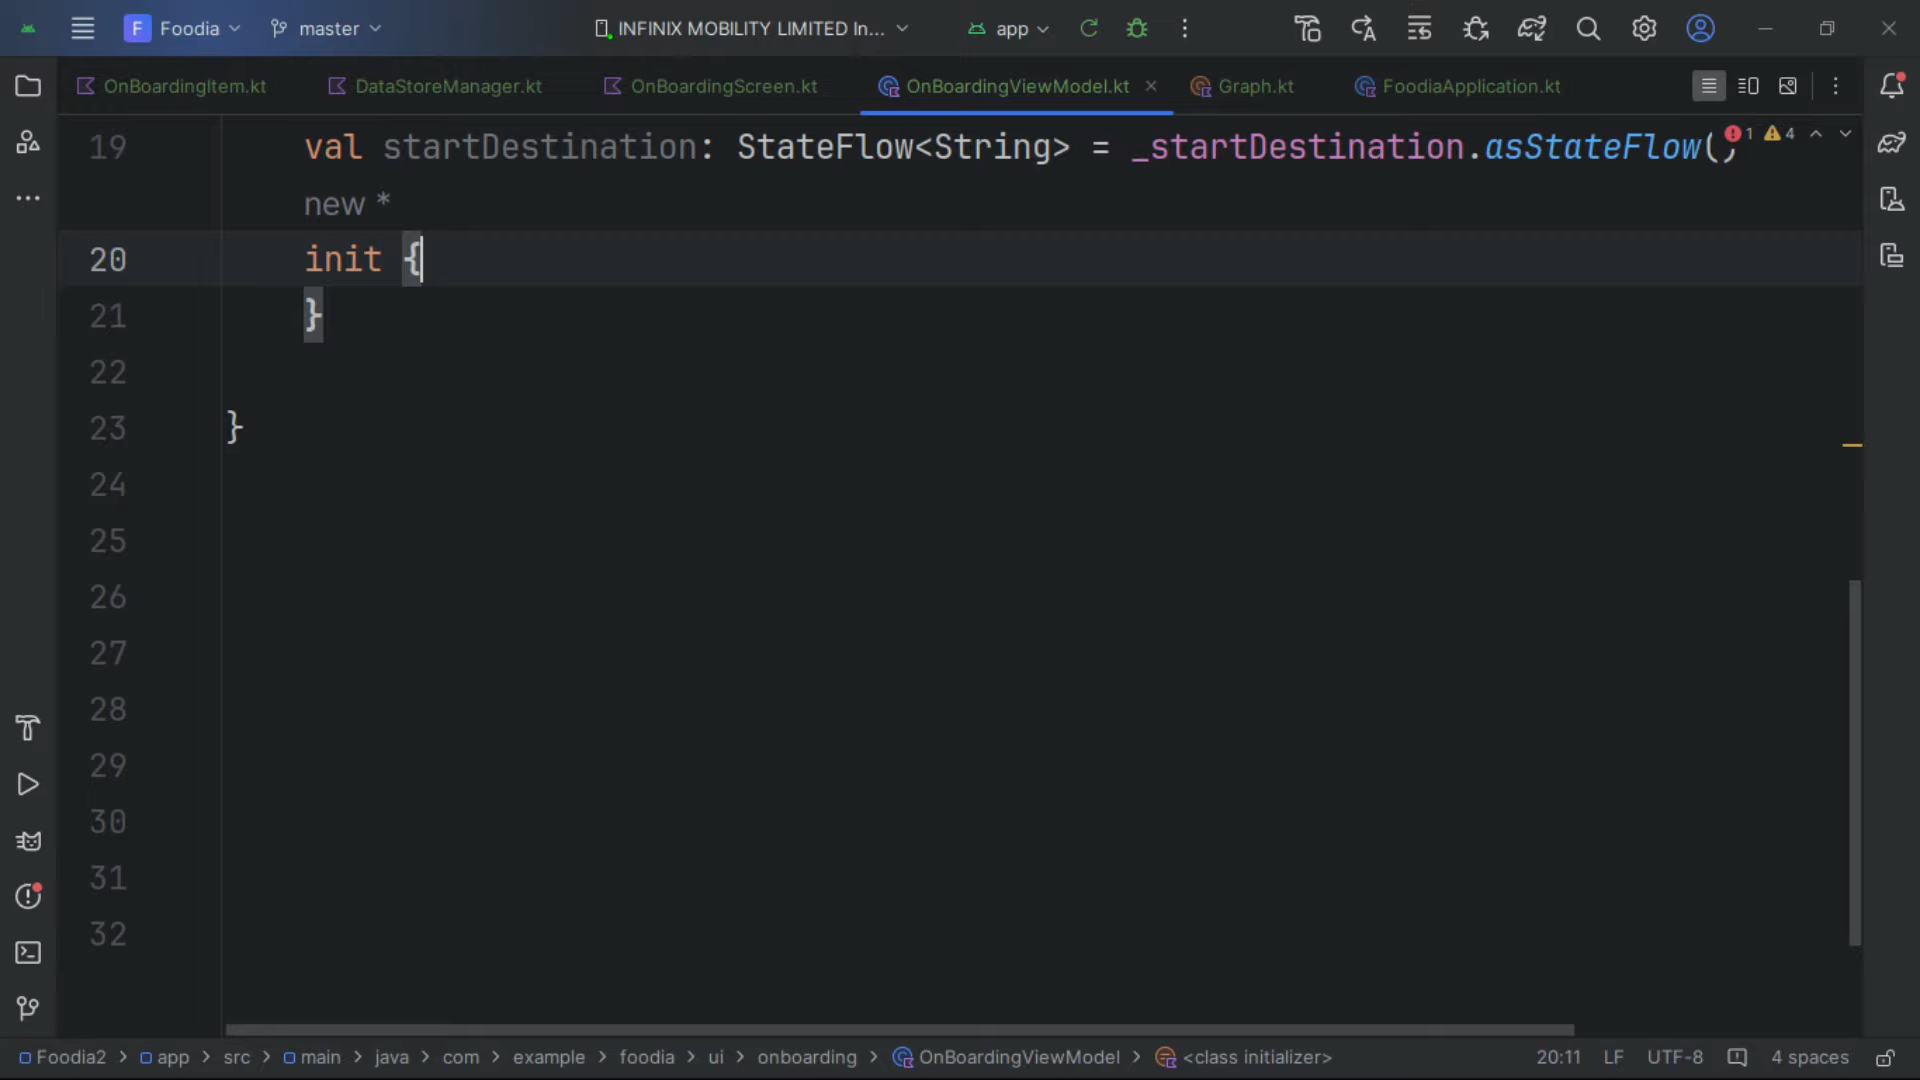 F Foodia master INFINIX MOBILITY LIMITED In... app
OnBoardingItem.kt DataStoreManager.kt OnBoardingScreen.kt OnBoardingViewModel.kt Graph.kt FoodiaApplication.kt
19 val startDestination: StateFlow<String> = _startDestination.asStateFlow() 1 4
new *
20 init {
21 }
22
23 }
24
25
26
27
28
29
30
31
32
Foodia2 > app > src > main > java > com > example > foodia > ui > onboarding > OnBoardingViewModel > <class initializer> 20:11 LF UTF-8 4 spaces